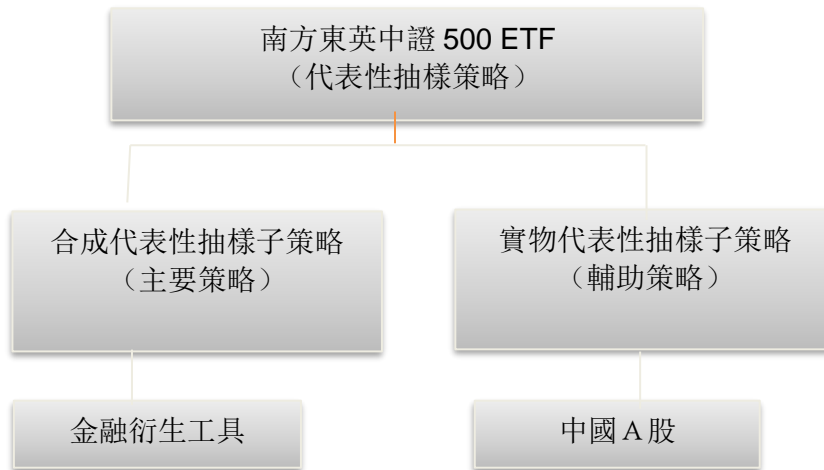 南方東英中證 500 ETF
（代表性抽樣策略）
合成代表性抽樣子策略
（主要策略）
實物代表性抽樣子策略
（輔助策略）
金融衍生工具
中國Ａ股